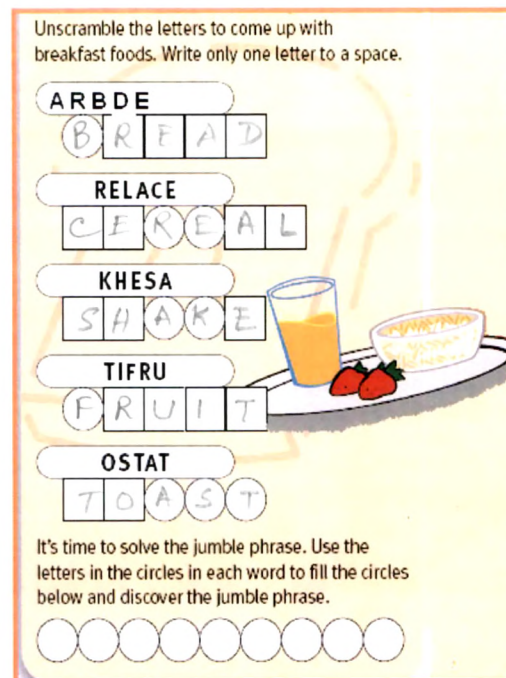 Unscramble the letters to come up with
breakfast foods. Write only one letter to a space.
ARBDE
BREAD
RELACE
CEREAL
KHESA
SHAKE
TIFRU
FRUIT
OSTAT
TOAST
It's time to solve the jumble phrase. Use the
letters in the circles in each word to fill the circles
below and discover the jumble phrase.